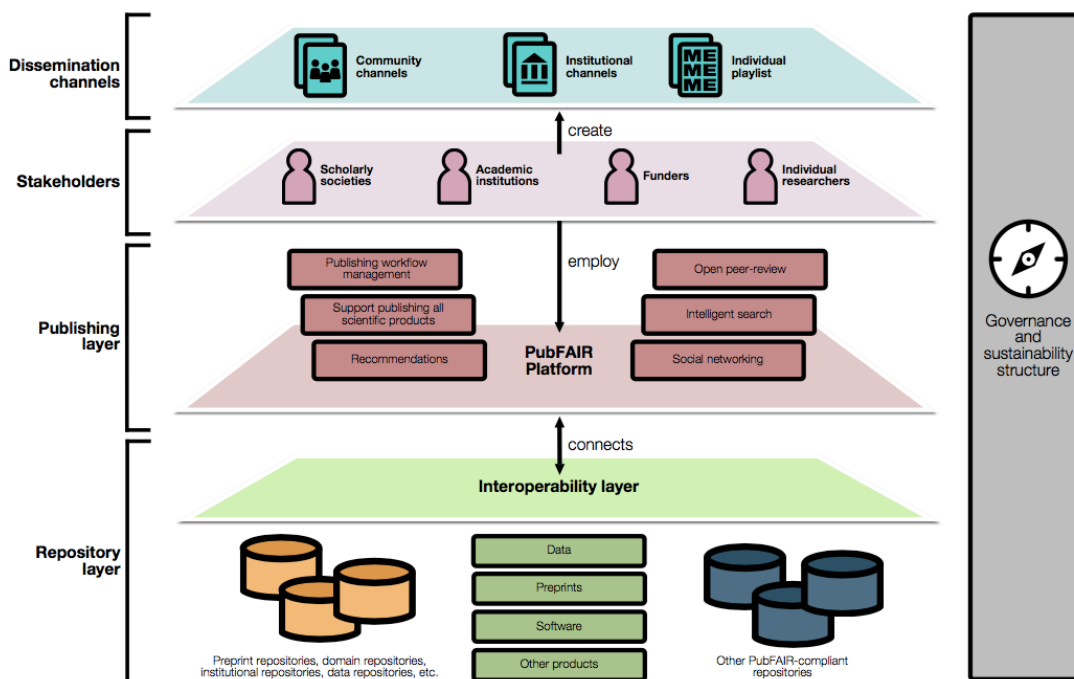 Dissemination
channels
Community
channels
Institutional
channels
ME
ME
ME
Individual
playlist
create
Stakeholders
Scholarly
societies
Academic
institutions
Funders
Individual
researchers
employ
Publishing
layer
Publishing workflow
management
Support publishing all
scientific products
Recommendations
PubFAIR
Platform
Open peer-review
Intelligent search
Social networking
connects
Interoperability layer
Repository
layer
Data
Preprints
Software
Other products
Preprint repositories, domain repositories,
institutional repositories, data repositories, etc.
Other PubFAIR-compliant
repositories
Governance
and
sustainability
structure